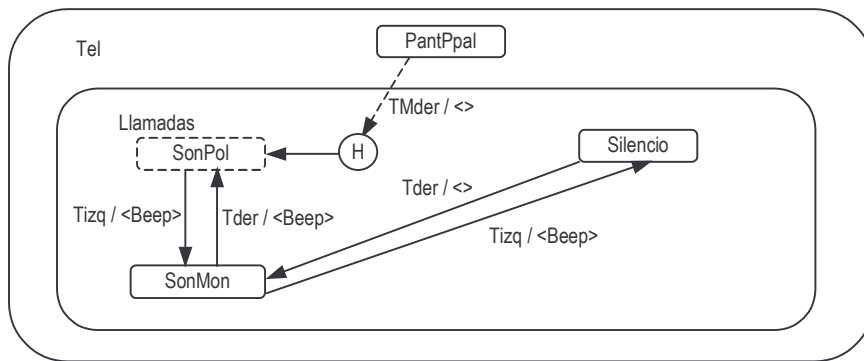 PantPpal
Tel
TMder / <>
Llamadas
SonPol
H
Silencio
Tder / <>
Tizq / <Beep>
Tder / <Beep>
Tizq / <Beep>
SonMon